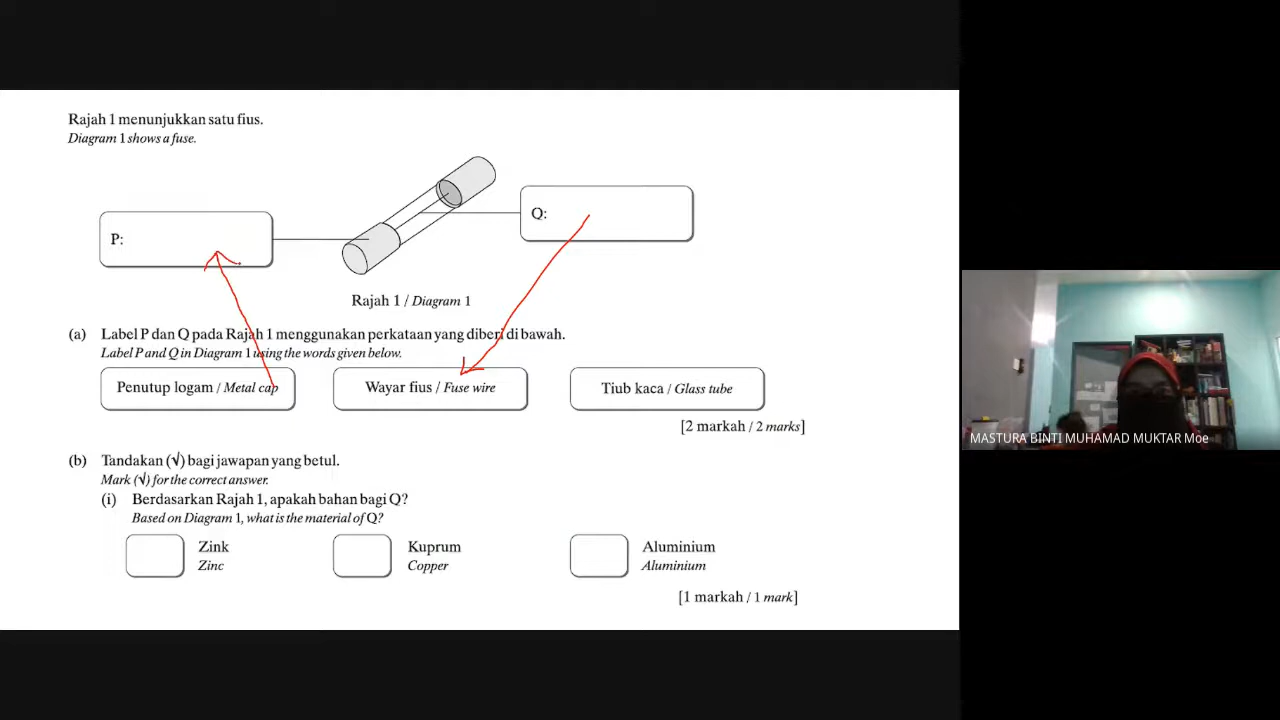 Rajah 1 menunjukkan satu fius.
Diagram 1 shows a fuse.
P:
Q:
Rajah 1 / Diagram 1
(a) Label P dan Q pada Rajah 1 menggunakan perkataan yang diberi di bawah.
Label P and Q in Diagram 1 using the words given below.
Penutup logam / Metal cap
Wayar fius / Fuse wire
Tiub kaca / Glass tube
[2 markah / 2 marks]
(b) Tandakan (√) bagi jawapan yang betul.
Mark (√) for the correct answer.
(i) Berdasarkan Rajah 1, apakah bahan bagi Q?
Based on Diagram 1, what is the material of Q?
Zink
Zinc
Kuprum
Copper
Aluminium
Aluminium
[1 markah / 1 mark]
MASTURA BINTI MUHAMAD MUKTAR Moe